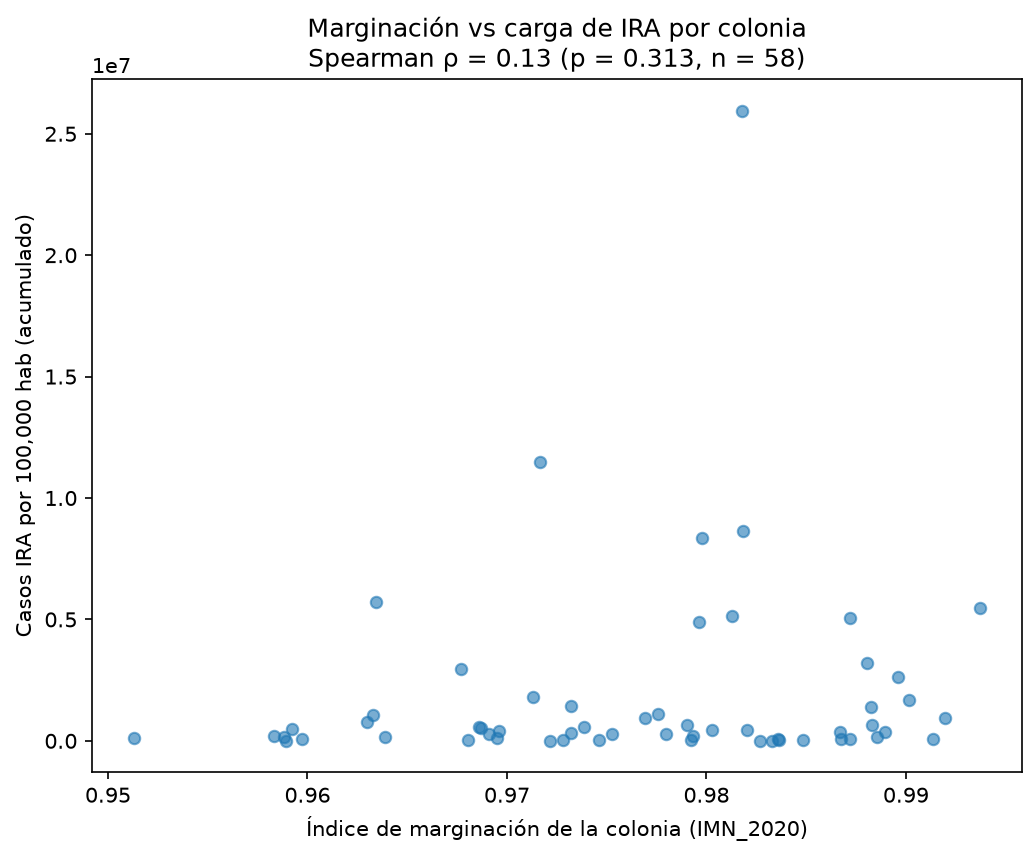 Marginación vs carga de IRA por colonia
Spearman ρ = 0.13 (p = 0.313, n = 58)
1e7
2.5
2.0
1.5
1.0
0.5
0.0
Casos IRA por 100,000 hab (acumulado)
0.95 0.96 0.97 0.98 0.99
Índice de marginación de la colonia (IMN_2020)